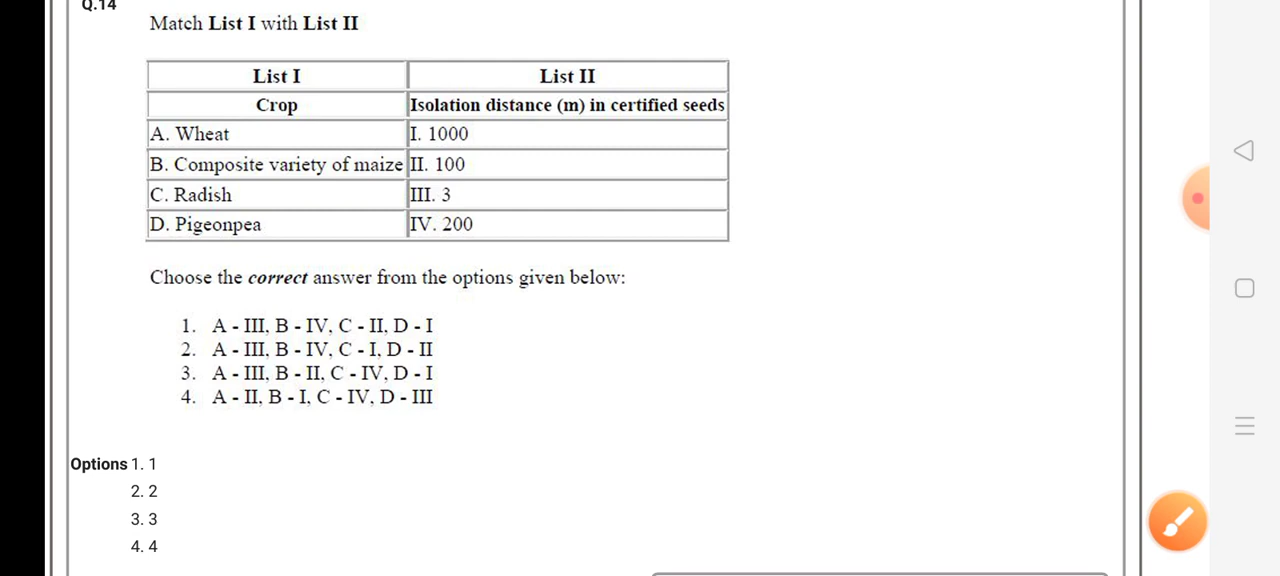 Q.14
Match List I with List II
List I List II
Crop Isolation distance (m) in certified seeds
A. Wheat I. 1000
B. Composite variety of maize II. 100
C. Radish III. 3
D. Pigeonpea IV. 200
Choose the correct answer from the options given below:
1. A - III, B - IV, C - II, D - I
2. A - III, B - IV, C - I, D - II
3. A - III, B - II, C - IV, D - I
4. A - II, B - I, C - IV, D - III
Options 1. 1
2. 2
3. 3
4. 4